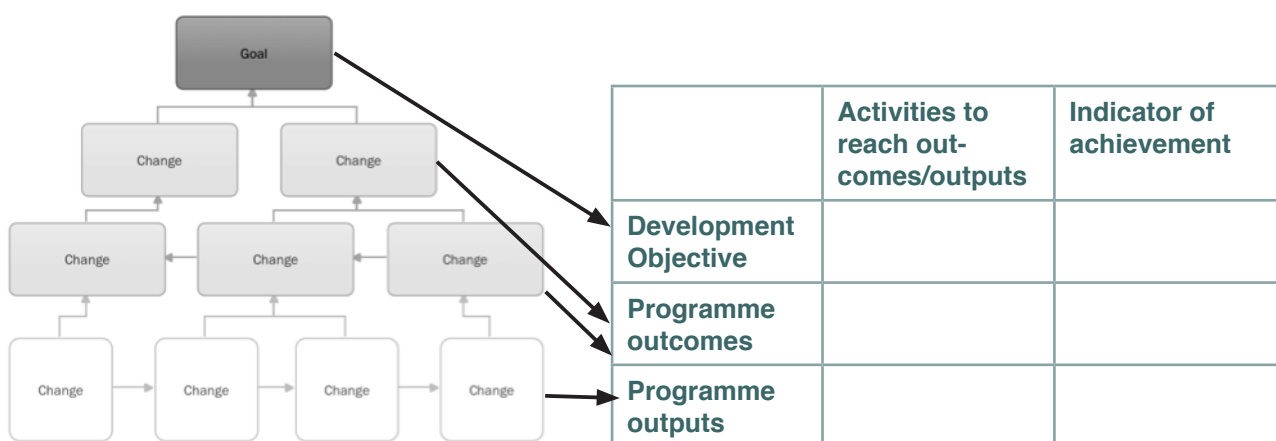 Goal
Change
Change
Change
Change
Change
Change
Change
Change
Change
Activities to
reach out-
comes/outputs
Indicator of
achievement
Development
Objective
Programme
outcomes
Programme
outputs